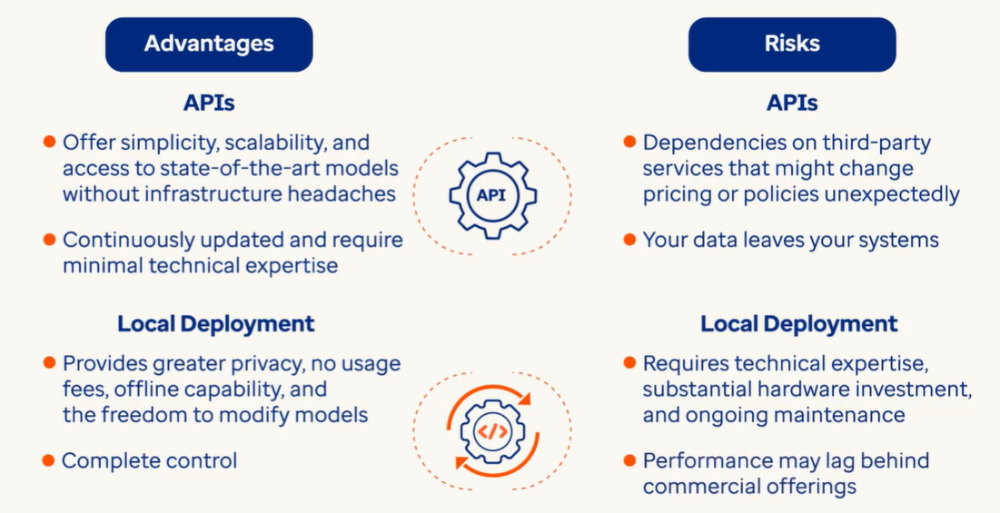 Advantages
Risks
APIs
Offer simplicity, scalability, and
access to state-of-the-art models
without infrastructure headaches
Continuously updated and require
minimal technical expertise
API
APIs
Dependencies on third-party
services that might change
pricing or policies unexpectedly
Your data leaves your systems
Local Deployment
Provides greater privacy, no usage
fees, offline capability, and
the freedom to modify models
Complete control
</>
Local Deployment
Requires technical expertise,
substantial hardware investment,
and ongoing maintenance
Performance may lag behind
commercial offerings